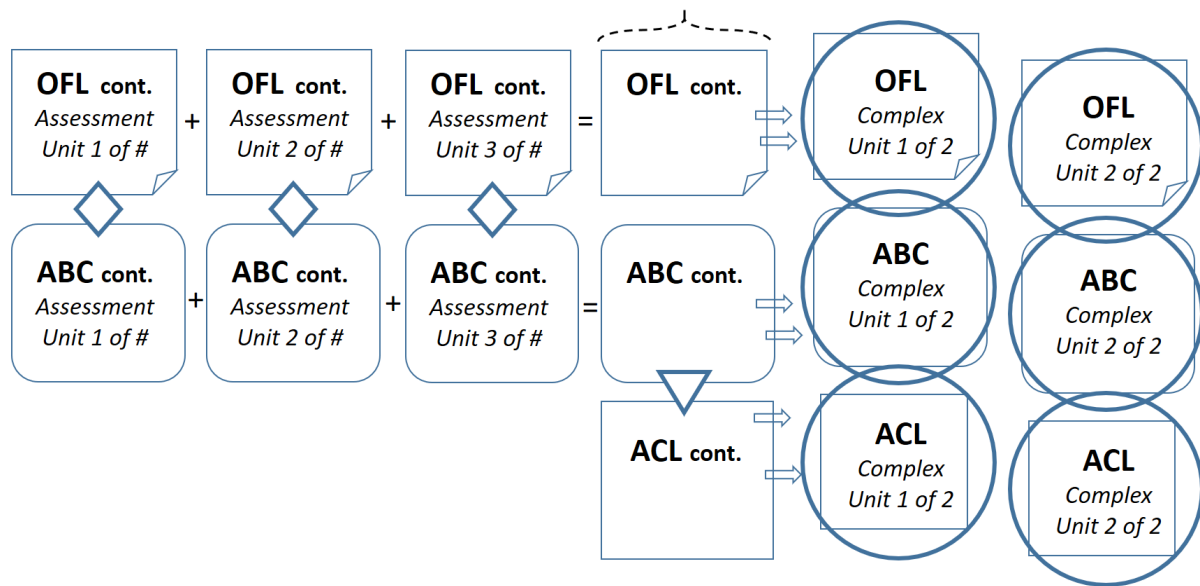 OFL cont.
Assessment
Unit 1 of #
+
OFL cont.
Assessment
Unit 2 of #
+
OFL cont.
Assessment
Unit 3 of #
=
OFL cont.
OFL
Complex
Unit 1 of 2
OFL
Complex
Unit 2 of 2
ABC cont.
Assessment
Unit 1 of #
+
ABC cont.
Assessment
Unit 2 of #
+
ABC cont.
Assessment
Unit 3 of #
=
ABC cont.
ABC
Complex
Unit 1 of 2
ABC
Complex
Unit 2 of 2
ACL cont.
ACL
Complex
Unit 1 of 2
ACL
Complex
Unit 2 of 2